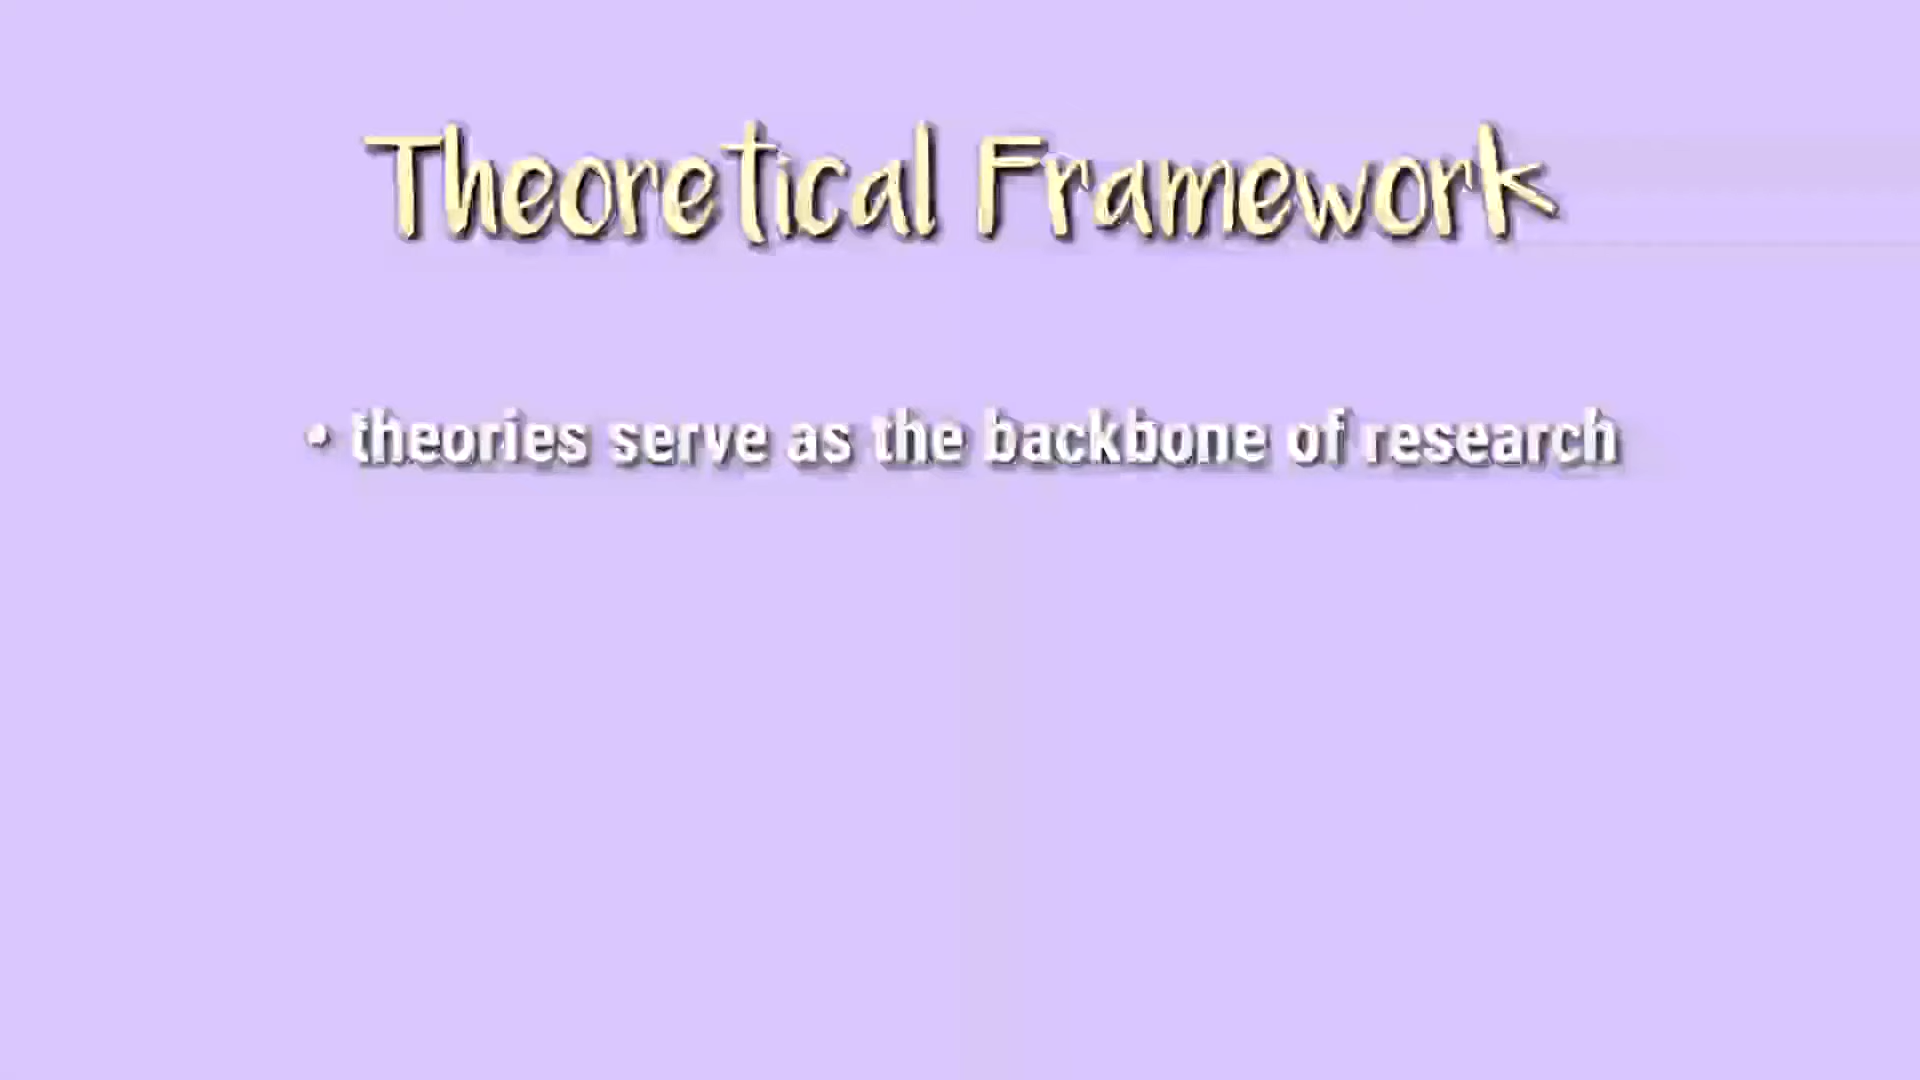 Theoretical Framework
• theories serve as the backbone of research